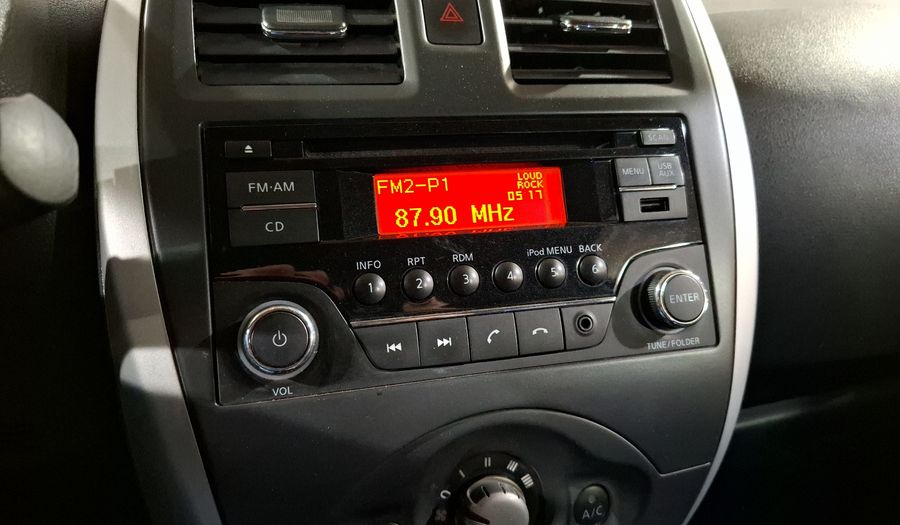 SCAN
FM·AM
CD
FM2-P1
LOUD
ROCK
05 17
87.90 MHz
MENU
USB
AUX
INFO
RPT
RDM
iPod MENU
BACK
1
2
3
4
5
6
ENTER
VOL
TUNE/FOLDER
A/C